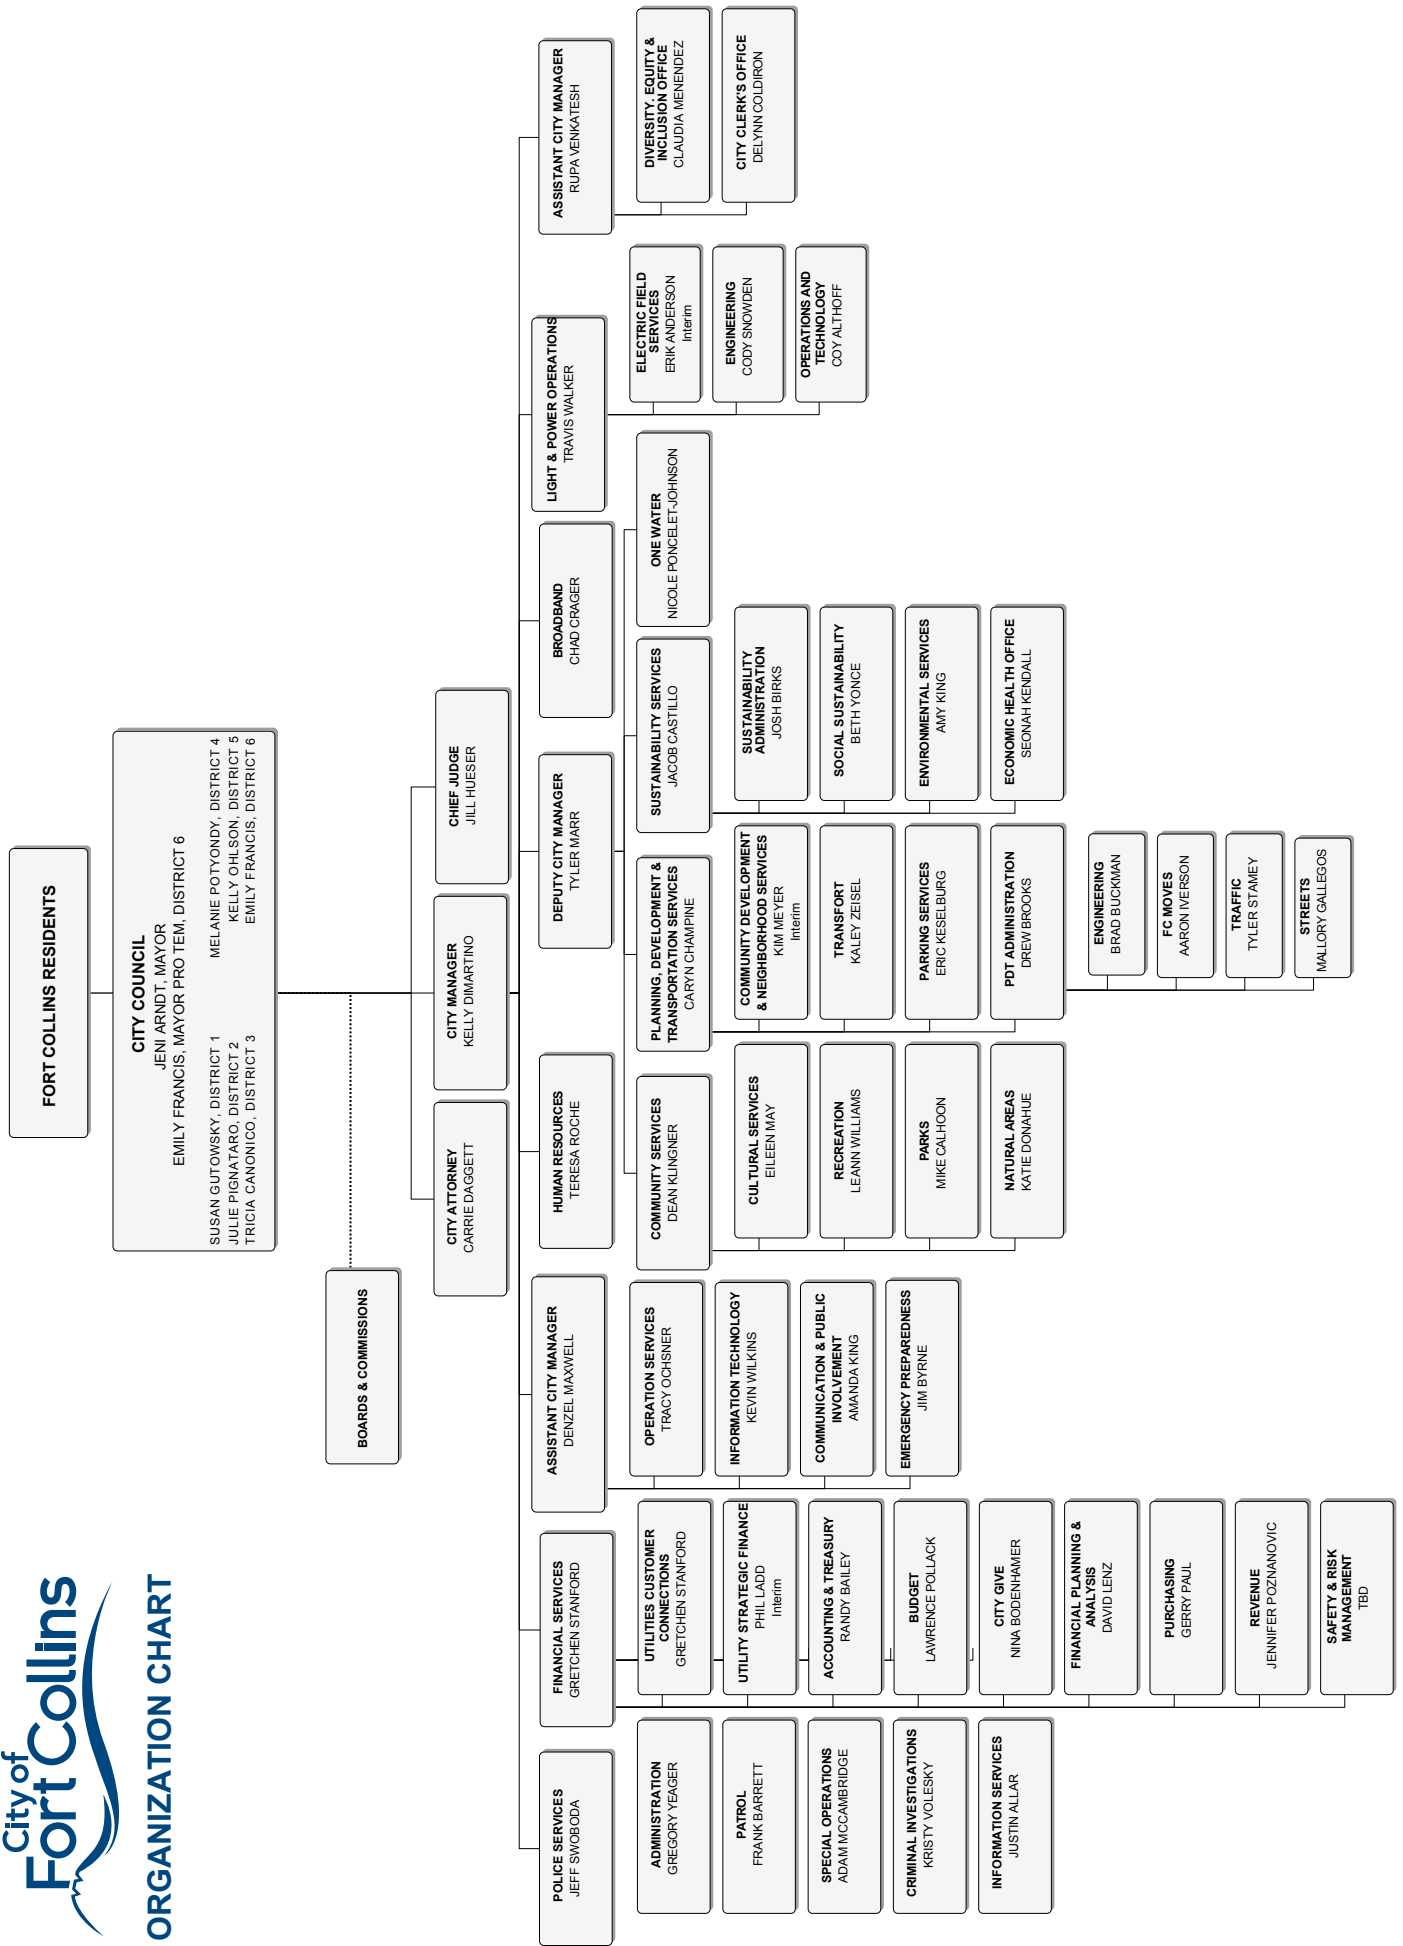 City of
Fort Collins
ORGANIZATION CHART
FORT COLLINS RESIDENTS
CITY COUNCIL
JENI ARNDT, MAYOR
EMILY FRANCIS, MAYOR PRO TEM, DISTRICT 6
SUSAN GUTOWSKY, DISTRICT 1
JULIE PIGNATARO, DISTRICT 2
TRICIA CANONICO, DISTRICT 3
MELANIE POTYONDY, DISTRICT 4
KELLY OHLSON, DISTRICT 5
EMILY FRANCIS, DISTRICT 6
BOARDS & COMMISSIONS
CITY ATTORNEY
CARRIE DAGGETT
CITY MANAGER
KELLY DIMARTINO
CHIEF JUDGE
JILL HUESER
POLICE SERVICES
JEFF SWOBODA
FINANCIAL SERVICES
GRETCHEN STANFORD
ASSISTANT CITY MANAGER
DENZEL MAXWELL
HUMAN RESOURCES
TERESA ROCHE
DEPUTY CITY MANAGER
TYLER MARR
BROADBAND
CHAD CRAGER
LIGHT & POWER OPERATIONS
TRAVIS WALKER
ASSISTANT CITY MANAGER
RUPA VENKATESH
ADMINISTRATION
GREGORY YEAGER
PATROL
FRANK BARRETT
SPECIAL OPERATIONS
ADAM MCCAMBRIDGE
CRIMINAL INVESTIGATIONS
KRISTY VOLESKY
INFORMATION SERVICES
JUSTIN ALLAR
UTILITIES CUSTOMER
CONNECTIONS
GRETCHEN STANFORD
UTILITY STRATEGIC FINANCE
PHIL LADD
Interim
ACCOUNTING & TREASURY
RANDY BAILEY
BUDGET
LAWRENCE POLLACK
CITY GIVE
NINA BODENHAMER
FINANCIAL PLANNING &
ANALYSIS
DAVID LENZ
PURCHASING
GERRY PAUL
REVENUE
JENNIFER POZNANOVIC
SAFETY & RISK
MANAGEMENT
TBD
OPERATION SERVICES
TRACY OCHSNER
INFORMATION TECHNOLOGY
KEVIN WILKINS
COMMUNICATION & PUBLIC
INVOLVEMENT
AMANDA KING
EMERGENCY PREPAREDNESS
JIM BYRNE
COMMUNITY SERVICES
DEAN KLINGNER
CULTURAL SERVICES
EILEEN MAY
RECREATION
LEANN WILLIAMS
PARKS
MIKE CALHOON
NATURAL AREAS
KATIE DONAHUE
PLANNING, DEVELOPMENT &
TRANSPORTATION SERVICES
CARYN CHAMPINE
COMMUNITY DEVELOPMENT
& NEIGHBORHOOD SERVICES
KIM MEYER
Interim
TRANSFORT
KALEY ZEISEL
PARKING SERVICES
ERIC KESELBURG
PDT ADMINISTRATION
DREW BROOKS
ENGINEERING
BRAD BUCKMAN
FC MOVES
AARON IVERSON
TRAFFIC
TYLER STAMEY
STREETS
MALLORY GALLEGOS
SUSTAINABILITY SERVICES
JACOB CASTILLO
SUSTAINABILITY
ADMINISTRATION
JOSH BIRKS
SOCIAL SUSTAINABILITY
BETH YONCE
ENVIRONMENTAL SERVICES
AMY KING
ECONOMIC HEALTH OFFICE
SEONAH KENDALL
ONE WATER
NICOLE PONCELET-JOHNSON
ELECTRIC FIELD
SERVICES
ERIK ANDERSON
Interim
ENGINEERING
CODY SNOWDEN
OPERATIONS AND
TECHNOLOGY
COY ALTHOFF
DIVERSITY. EQUITY &
INCLUSION OFFICE
CLAUDIA MENENDEZ
CITY CLERK'S OFFICE
DELYNN COLDIRON